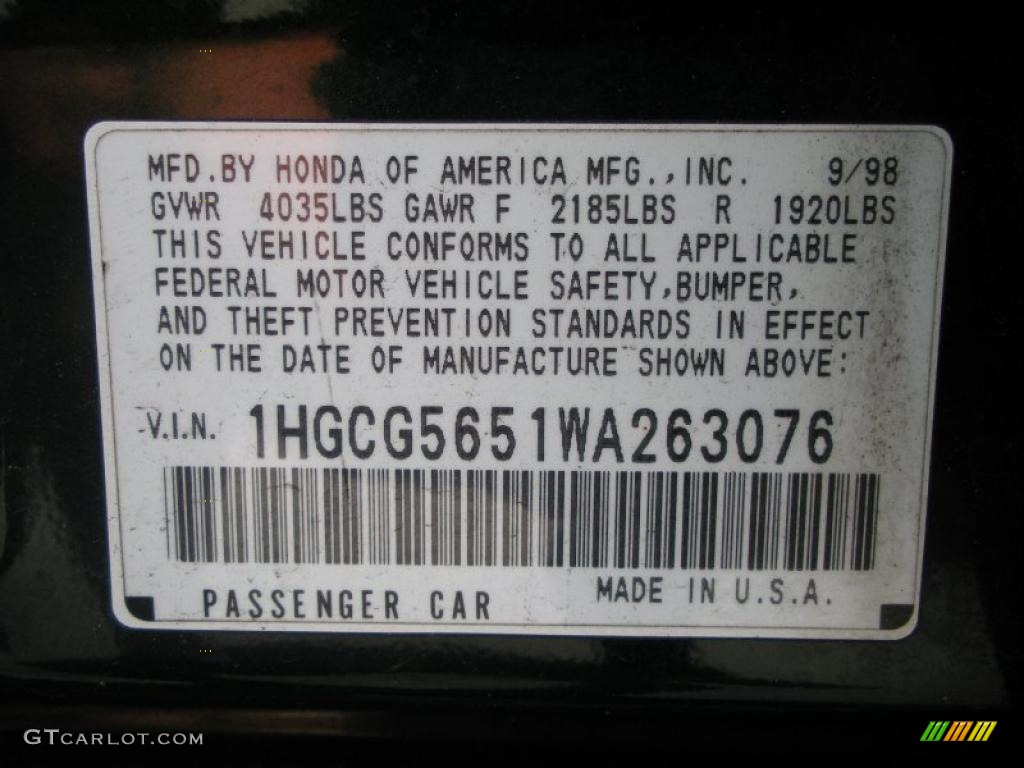 MFD.BY HONDA OF AMERICA MFG.,INC. 9/98
GVWR 4035LBS GAWR F 2185LBS R 1920LBS
THIS VEHICLE CONFORMS TO ALL APPLICABLE
FEDERAL MOTOR VEHICLE SAFETY,BUMPER,
AND THEFT PREVENTION STANDARDS IN EFFECT
ON THE DATE OF MANUFACTURE SHOWN ABOVE:
V.I.N. 1HGCG5651WA263076
PASSENGER CAR MADE IN U.S.A.
GTCARLOT.COM